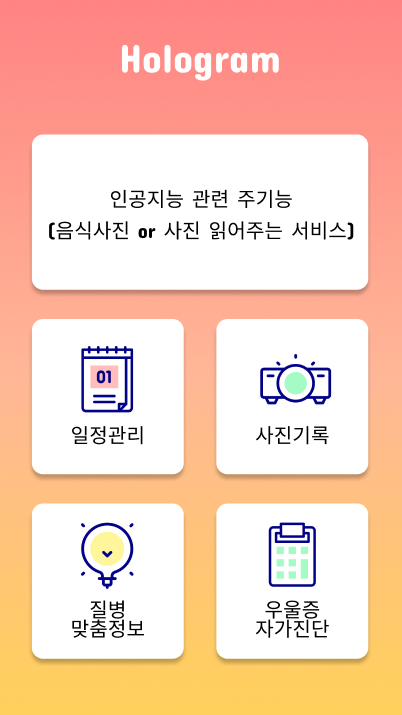 Hologram
인공지능 관련 주기능
(음식사진 or 사진 읽어주는 서비스)
01
일정관리
사진기록
질병
맞춤정보
우울증
자가진단